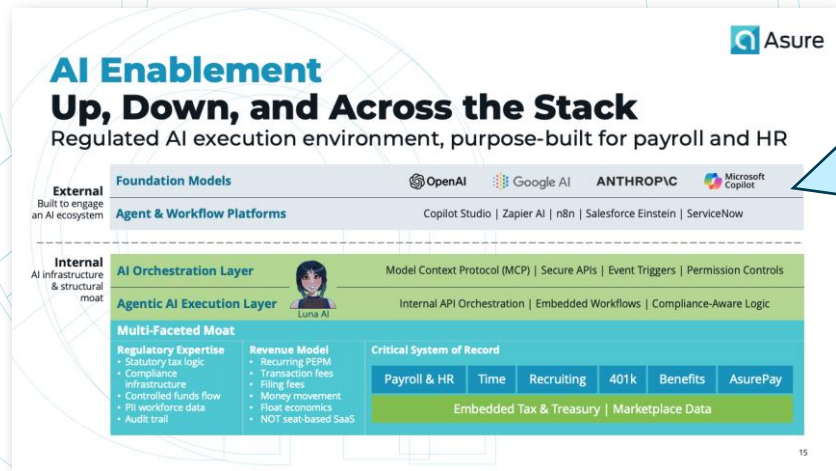 Asure
AI Enablement
Up, Down, and Across the Stack
Regulated AI execution environment, purpose-built for payroll and HR
External
Built to engage
an AI ecosystem
Foundation Models
OpenAI
Google AI
ANTHROP\C
Microsoft
Copilot
Agent & Workflow Platforms
Copilot Studio | Zapier AI | n8n | Salesforce Einstein | ServiceNow
Internal
AI infrastructure
& structural
moat
AI Orchestration Layer
Model Context Protocol (MCP) | Secure APIs | Event Triggers | Permission Controls
Agentic AI Execution Layer
Luna AI
Internal API Orchestration | Embedded Workflows | Compliance-Aware Logic
Multi-Faceted Moat
Regulatory Expertise
• Statutory tax logic
• Compliance
infrastructure
• Controlled funds flow
• PII workforce data
• Audit trail
Revenue Model
• Recurring PEPM
• Transaction fees
• Filing fees
• Money movement
• Float economics
• NOT seat-based SaaS
Critical System of Record
Payroll & HR
Time
Recruiting
401k
Benefits
AsurePay
Embedded Tax & Treasury | Marketplace Data
15